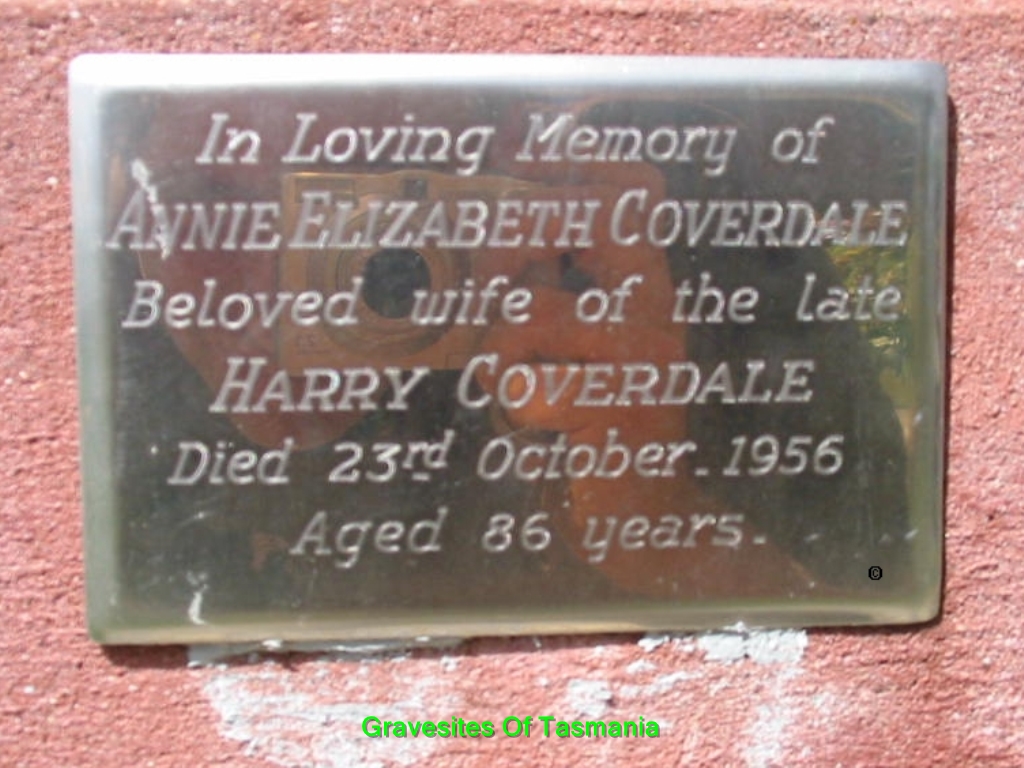 In Loving Memory of
ANNIE ELIZABETH COVERDALE
Beloved wife of the late
HARRY COVERDALE
Died 23rd October. 1956
Aged 86 years.
©
Gravesites Of Tasmania